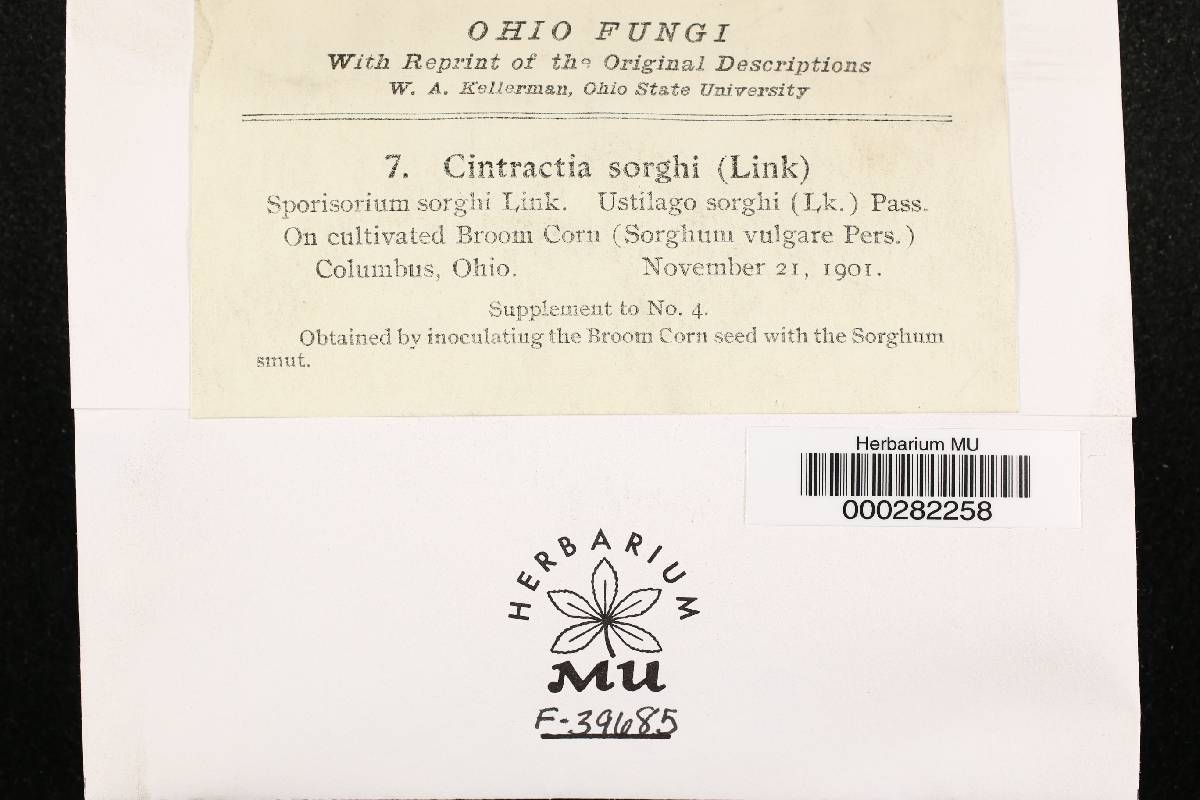 OHIO FUNGI
With Reprint of the Original Descriptions
W. A. Kellerman, Ohio State University
7. Cintractia sorghi (Link)
Sporisorium sorghi Link. Ustilago sorghi (Lk.) Pass.
On cultivated Broom Corn (Sorghum vulgare Pers.)
Columbus, Ohio. November 21, 1901.
Supplement to No. 4.
Obtained by inoculating the Broom Corn seed with the Sorghum
smut.
Herbarium MU
000282258
HERBARIUM
MU
F-39685